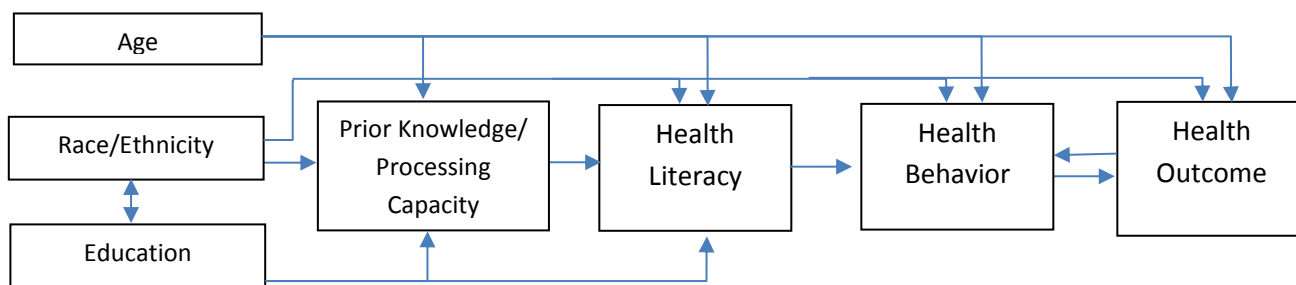 Age
Race/Ethnicity
Education
Prior Knowledge/
Processing
Capacity
Health
Literacy
Health
Behavior
Health
Outcome